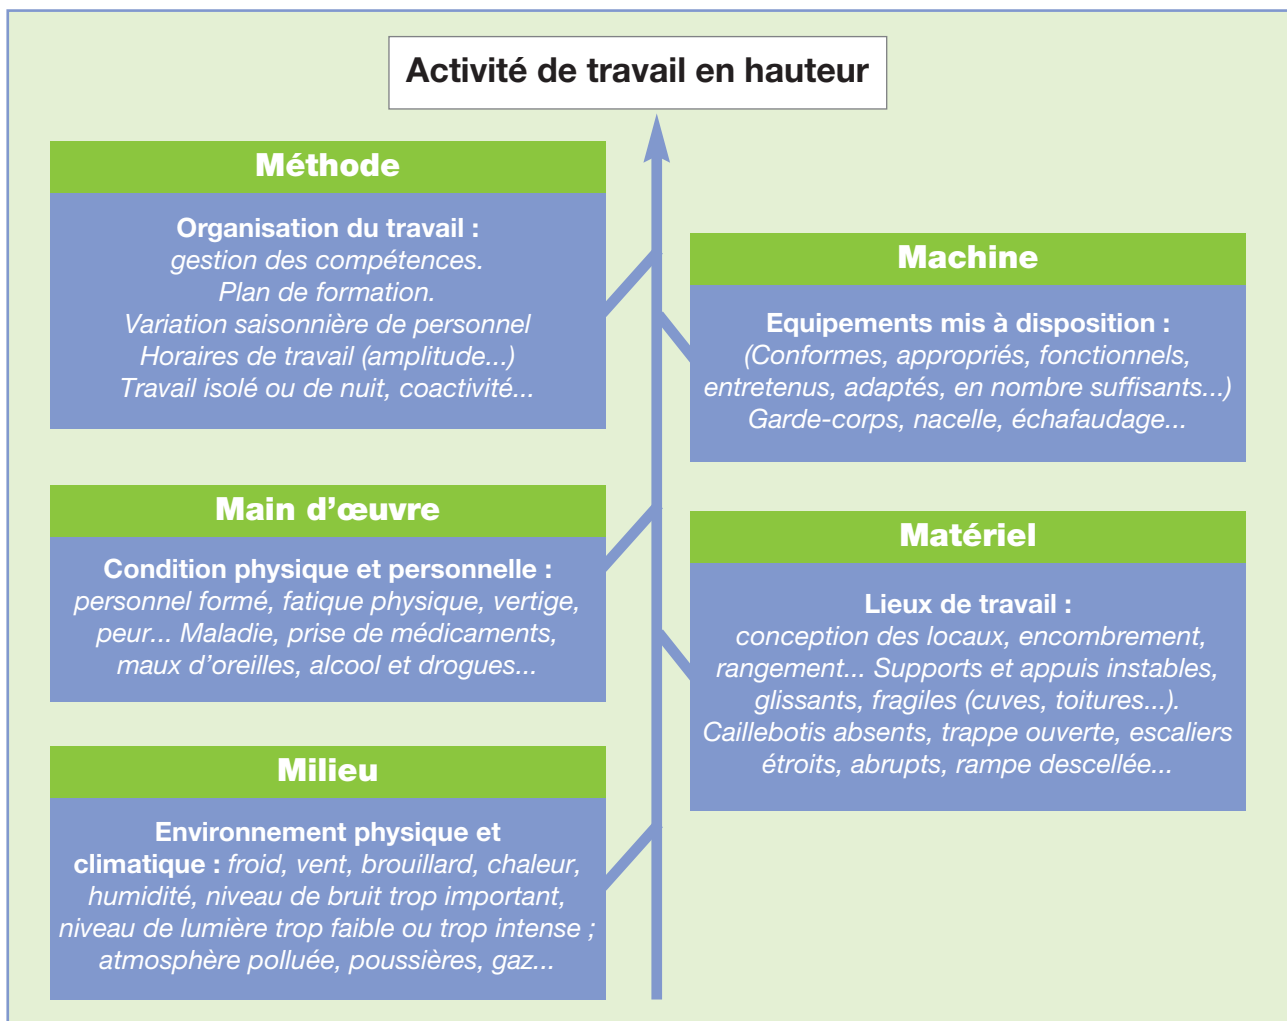 Activité de travail en hauteur
Méthode
Organisation du travail :
gestion des compétences.
Plan de formation.
Variation saisonnière de personnel
Horaires de travail (amplitude...)
Travail isolé ou de nuit, coactivité...
Machine
Equipements mis à disposition :
(Conformes, appropriés, fonctionnels,
entretenus, adaptés, en nombre suffisants...)
Garde-corps, nacelle, échafaudage...
Main d’œuvre
Condition physique et personnelle :
personnel formé, fatique physique, vertige,
peur... Maladie, prise de médicaments,
maux d’oreilles, alcool et drogues...
Matériel
Lieux de travail :
conception des locaux, encombrement,
rangement... Supports et appuis instables,
glissants, fragiles (cuves, toitures...).
Caillebotis absents, trappe ouverte, escaliers
étroits, abrupts, rampe descellée...
Milieu
Environnement physique et
climatique : froid, vent, brouillard, chaleur,
humidité, niveau de bruit trop important,
niveau de lumière trop faible ou trop intense ;
atmosphère polluée, poussières, gaz...